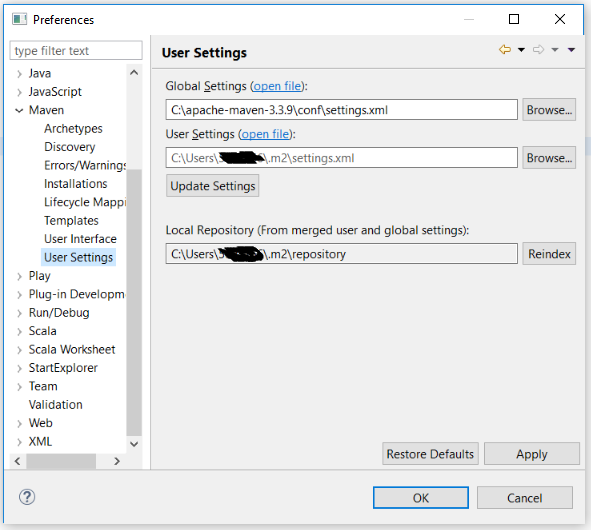 Preferences
type filter text
Java
JavaScript
Maven
Archetypes
Discovery
Errors/Warnings
Installations
Lifecycle Mapp
Templates
User Interface
User Settings
Play
Plug-in Developm
Run/Debug
Scala
Scala Worksheet
StartExplorer
Team
Validation
Web
XML
User Settings
Global Settings (open file):
C:\apache-maven-3.3.9\conf\settings.xml
Browse...
User Settings (open file):
C:\Users\ \.m2\settings.xml
Browse...
Update Settings
Local Repository (From merged user and global settings):
C:\Users\ \.m2\repository
Reindex
Restore Defaults
Apply
?
OK
Cancel